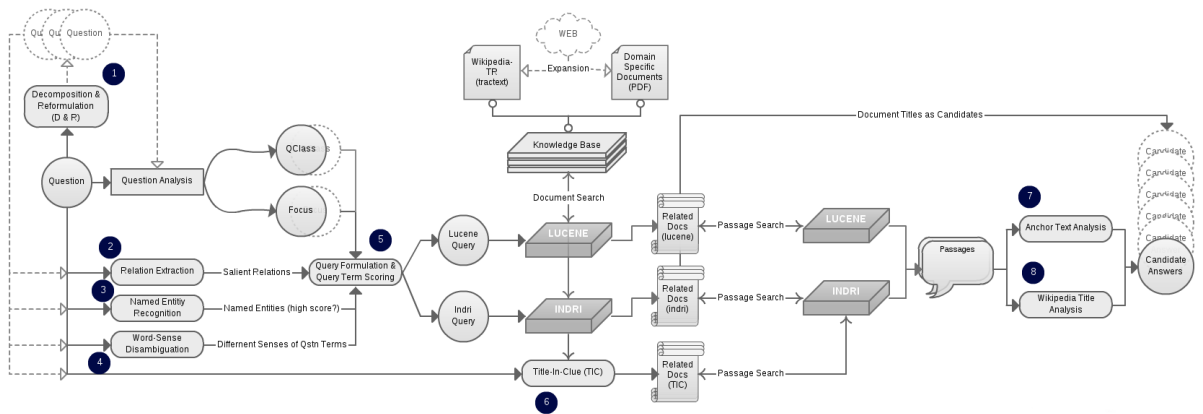 Qu
Qu
Question
1
Decomposition &
Reformulation
(D & R)
Question
Question Analysis
QClass
s
Focus
2
Relation Extraction
Salient Relations
3
Named Entitiy
Recognition
Named Entities (high score?)
Word-Sense
Disambiguation
Differnent Senses of Qstn Terms
4
5
Query Formulation &
Query Term Scoring
WEB
Wikipedia-
TR
(tractext)
Expansion
Domain
Specific
Documents
(PDF)
Knowledge Base
Document Search
Lucene
Query
LUCENE
Indri
Query
INDRI
Title-In-Clue (TIC)
6
Related
Docs
(lucene)
Related
Docs
(indri)
Related
Docs
(TIC)
Passage Search
Passage Search
Passage Search
LUCENE
INDRI
Document Titles as Candidates
Passages
7
Anchor Text Analysis
8
Wikipedia Title
Analysis
Candidate
Candidate
Candidate
Candidate
Candidate
Candidate
Answers